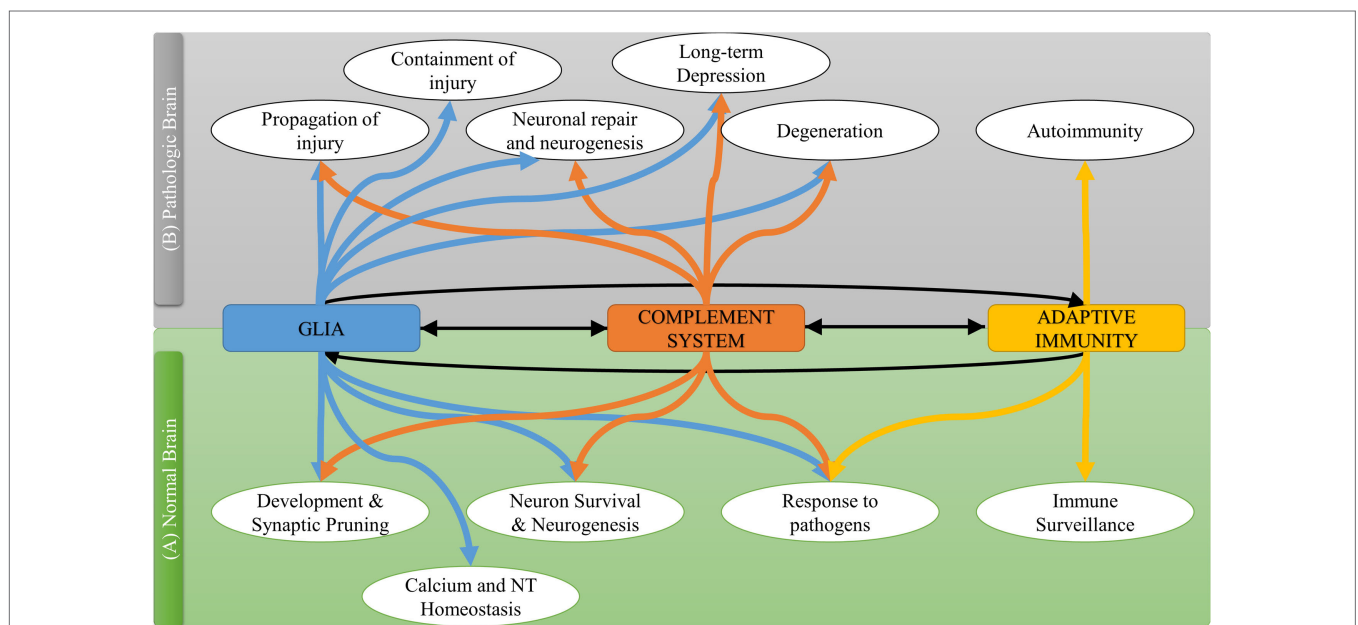 (B) Pathologic Brain
Containment of
injury
Long-term
Depression
Propagation of
injury
Neuronal repair
and neurogenesis
Degeneration
Autoimmunity
GLIA
COMPLEMENT
SYSTEM
ADAPTIVE
IMMUNITY
(A) Normal Brain
Development &
Synaptic Pruning
Neuron Survival
& Neurogenesis
Response to
pathogens
Immune
Surveillance
Calcium and NT
Homeostasis